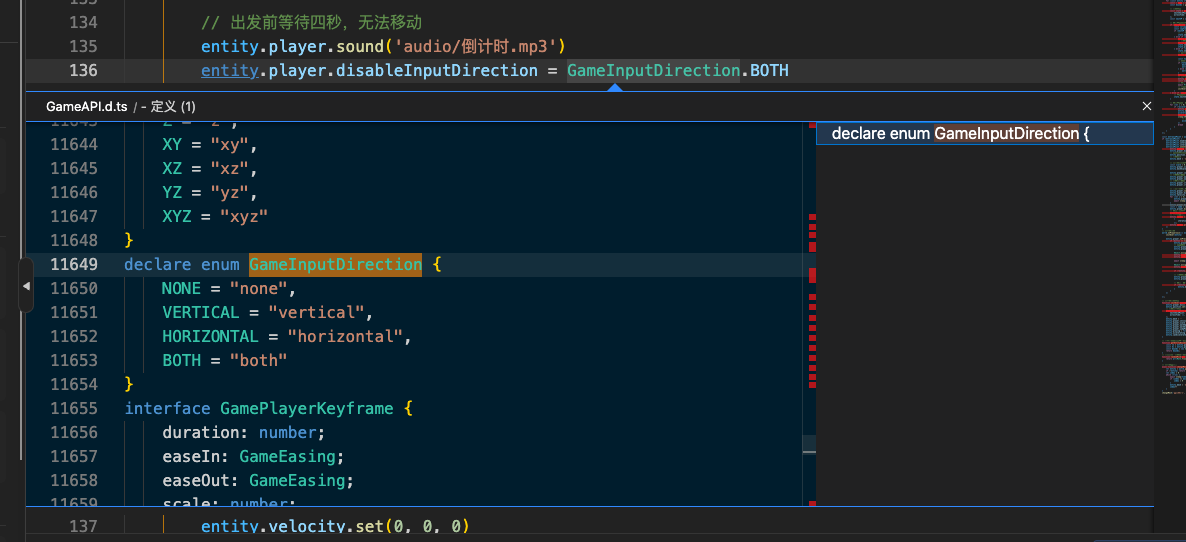 134 // 出发前等待四秒，无法移动
135 entity.player.sound('audio/倒计时.mp3')
136 entity.player.disableInputDirection = GameInputDirection.BOTH
GameAPI.d.ts / - 定义 (1)
declare enum GameInputDirection {
11644 XY = "xy",
11645 XZ = "xz",
11646 YZ = "yz",
11647 XYZ = "xyz"
11648 }
11649 declare enum GameInputDirection {
11650 NONE = "none",
11651 VERTICAL = "vertical",
11652 HORIZONTAL = "horizontal",
11653 BOTH = "both"
11654 }
11655 interface GamePlayerKeyframe {
11656 duration: number;
11657 easeIn: GameEasing;
11658 easeOut: GameEasing;
11659 scale: number;
137 entity.velocity.set(0, 0, 0)